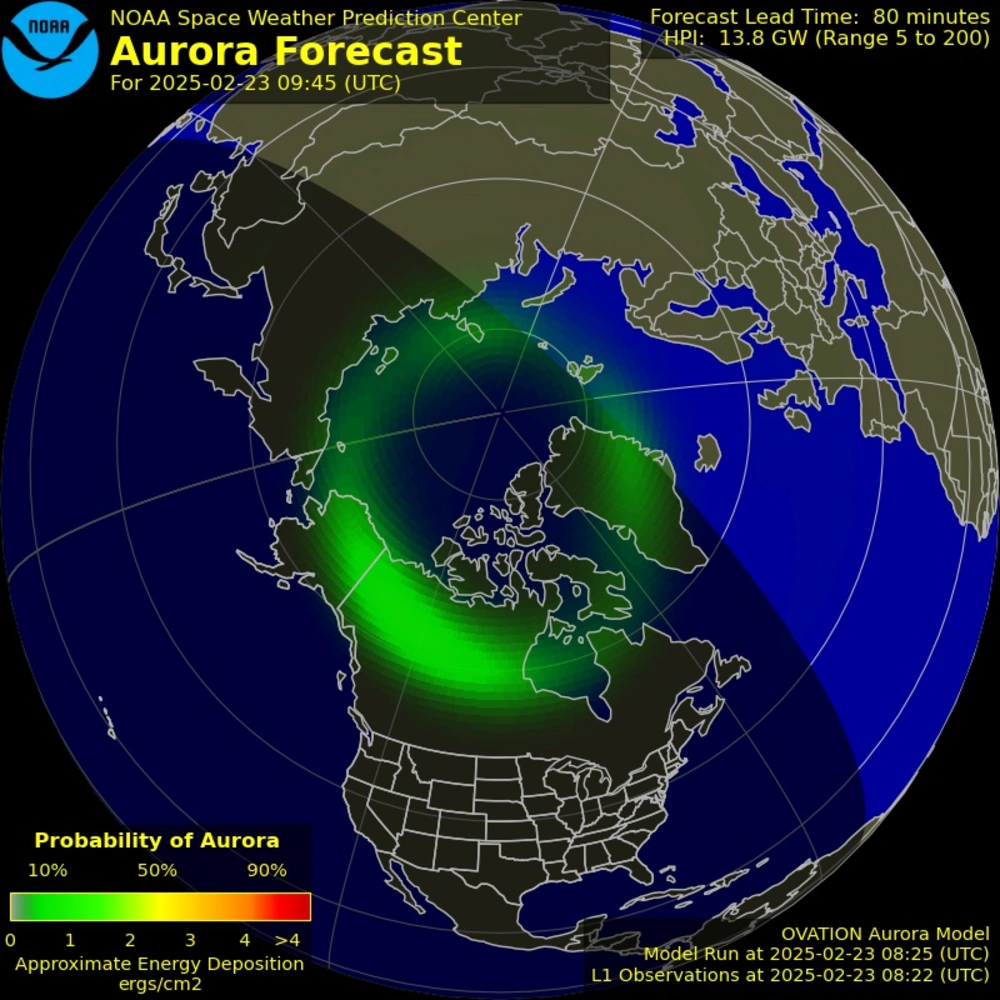 NOAA
NOAA Space Weather Prediction Center
Aurora Forecast
For 2025-02-23 09:45 (UTC)
Forecast Lead Time: 80 minutes
HPI: 13.8 GW (Range 5 to 200)
Probability of Aurora
10% 50% 90%
0 1 2 3 4 >4
Approximate Energy Deposition
ergs/cm2
OVATION Aurora Model
Model Run at 2025-02-23 08:25 (UTC)
L1 Observations at 2025-02-23 08:22 (UTC)